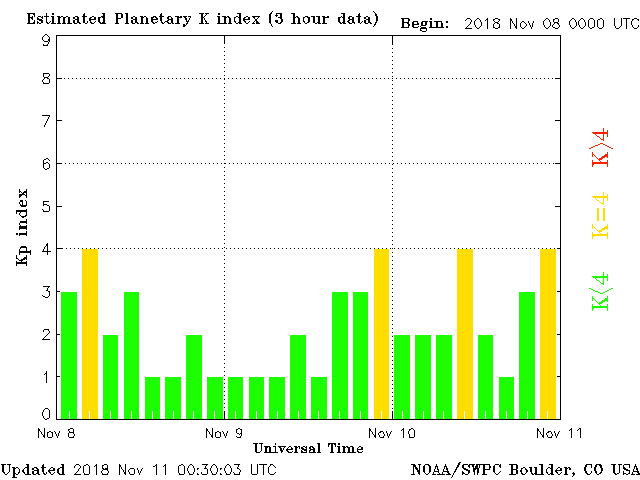 Estimated Planetary K index (3 hour data)
Begin: 2018 Nov 08 0000 UTC
9
8
7
6
5
4
3
2
1
0
Kp index
K>4
K=4
K<4
Nov 8
Nov 9
Nov 10
Nov 11
Universal Time
Updated 2018 Nov 11 00:30:03 UTC
NOAA/SWPC Boulder, CO USA